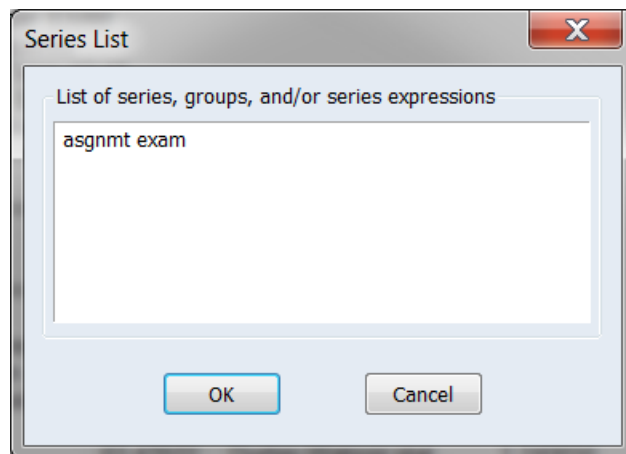 Series List
List of series, groups, and/or series expressions
asgnmt exam
OK
Cancel